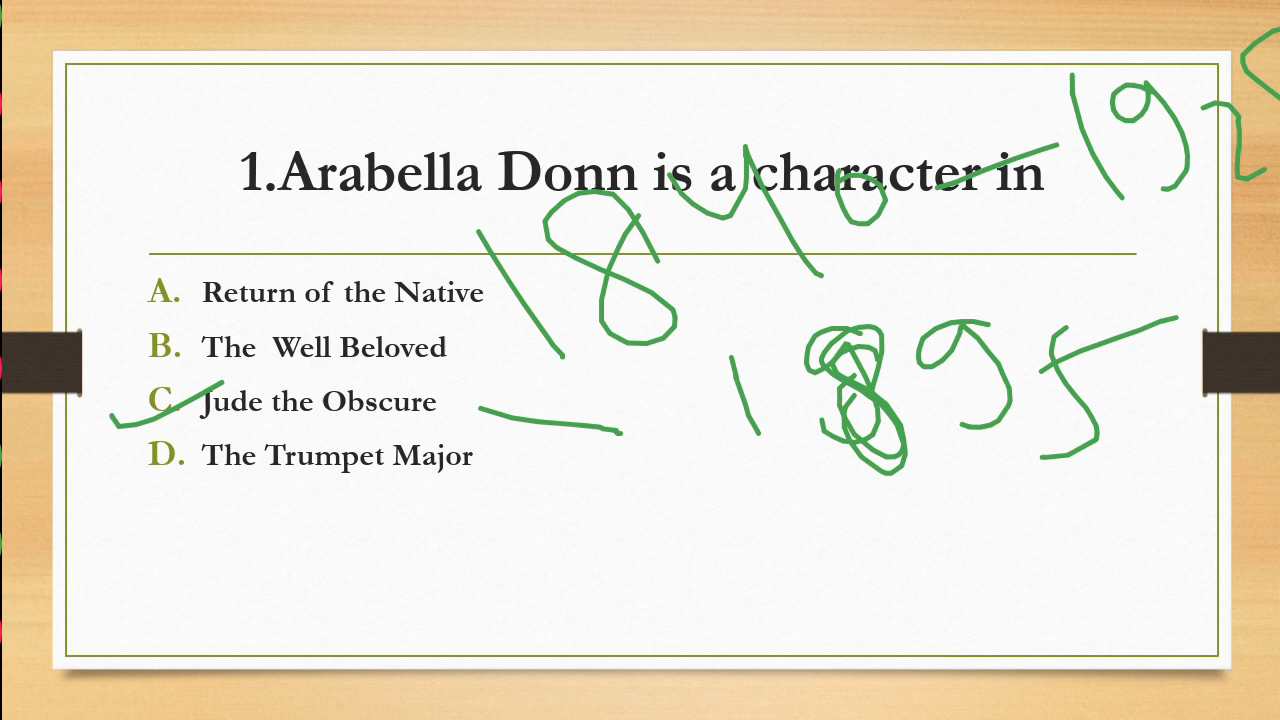 1.Arabella Donn is a character in
1840 - 192
A. Return of the Native
B. The Well Beloved
C. Jude the Obscure - 1895
D. The Trumpet Major